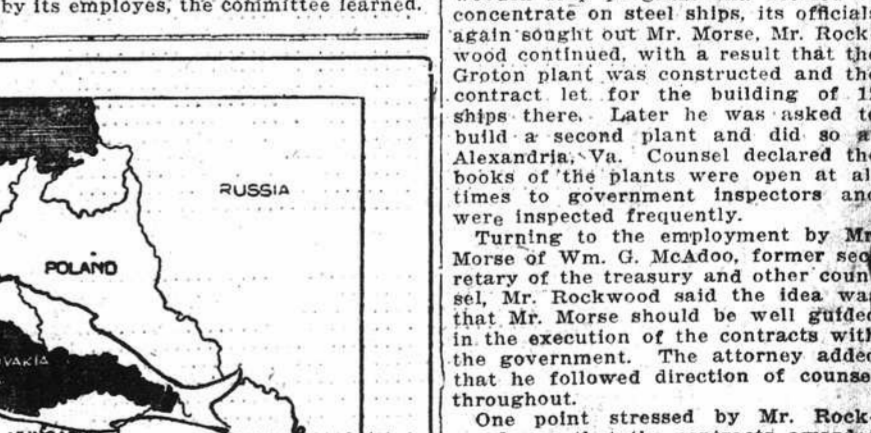 by its employes, the committee learned.
RUSSIA
POLAND
VAKIA
concentrate on steel ships, its official
again sought out Mr. Morse, Mr. Rock
wood continued, with a result that the
Groton plant was constructed and the
contract let for the building of 1
ships there. Later he was asked t
build a second plant and did so a
Alexandria, Va. Counsel declared the
books of the plants were open at al
times to government inspectors and
were inspected frequently.
Turning to the employment by Mr
Morse of Wm. G. McAdoo, former sec
retary of the treasury and other coun
sel, Mr. Rockwood said the idea was
that Mr. Morse should be well guided
in the execution of the contracts with
the government. The attorney added
that he followed direction of counse
throughout.
One point stressed by Mr. Rock-